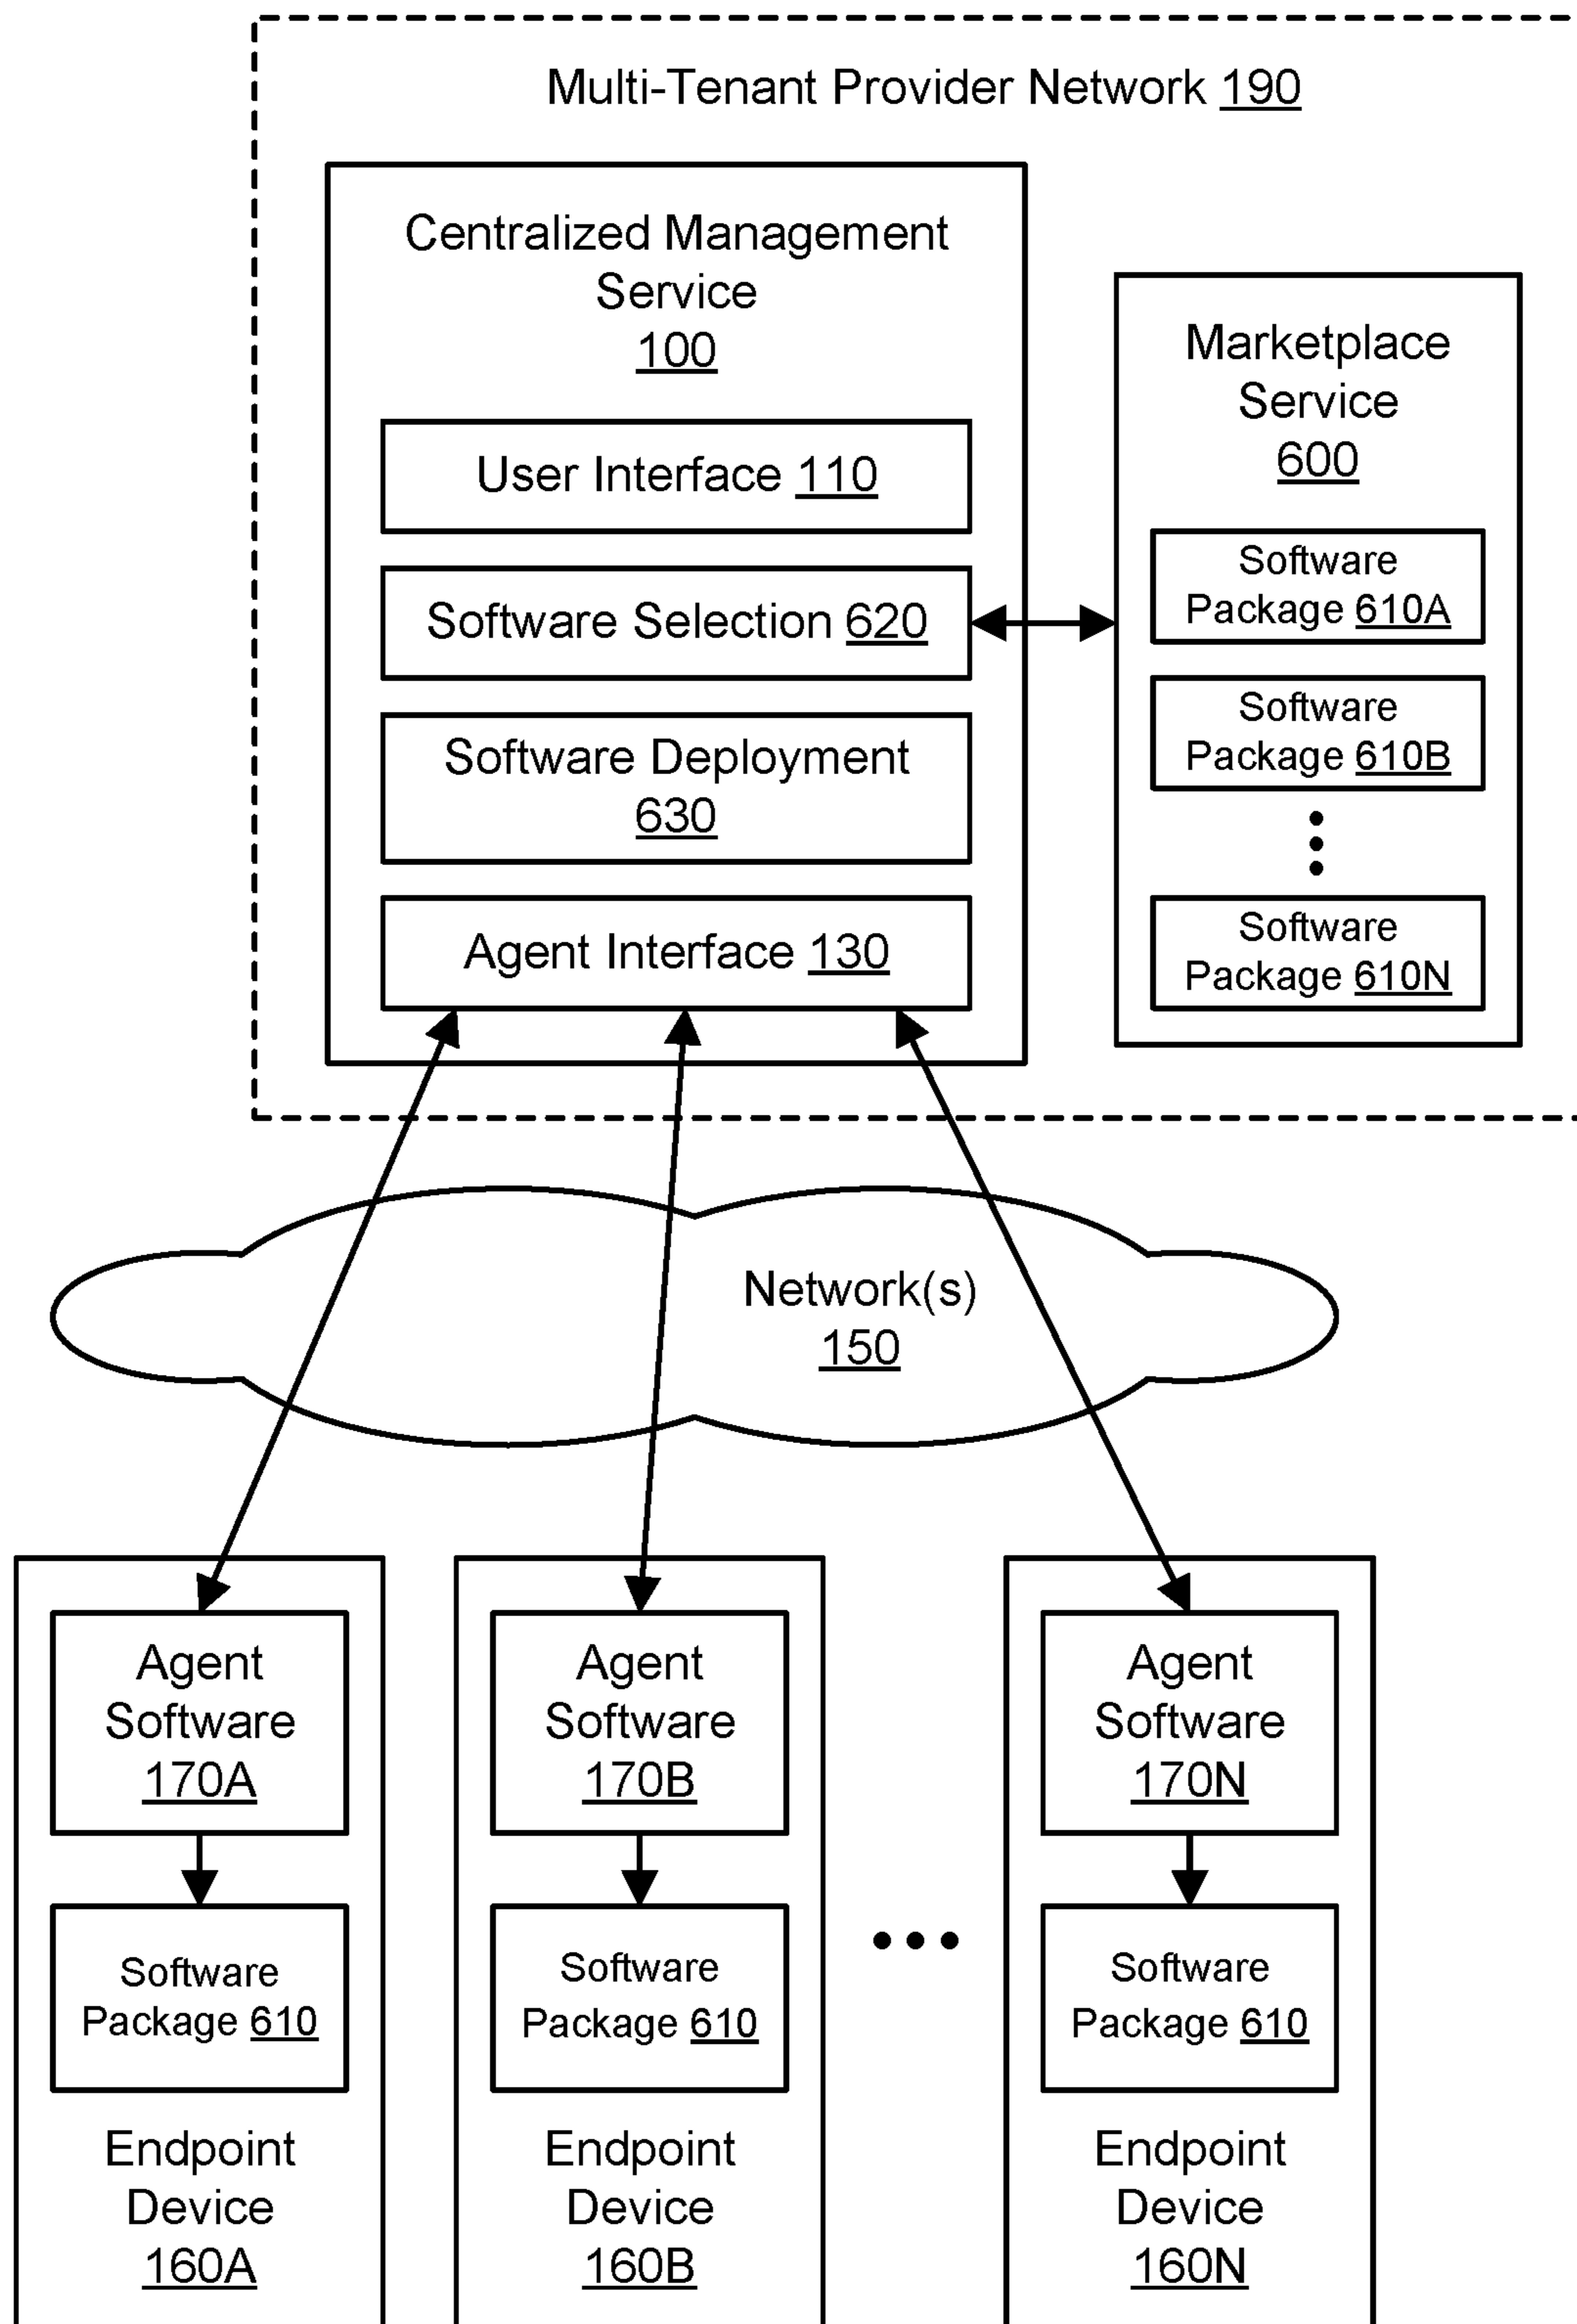 Multi-Tenant Provider Network 190
Centralized Management
Service
100
User Interface 110
Software Selection 620
Software Deployment
630
Agent Interface 130
Marketplace
Service
600
Software
Package 610A
Software
Package 610B
Software
Package 610N
Network(s)
150
Agent
Software
170A
Software
Package 610
Endpoint
Device
160A
Agent
Software
170B
Software
Package 610
Endpoint
Device
160B
Agent
Software
170N
Software
Package 610
Endpoint
Device
160N